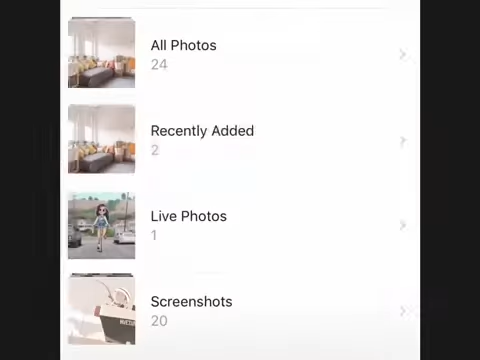 All Photos
24
Recently Added
2
Live Photos
1
Screenshots
20